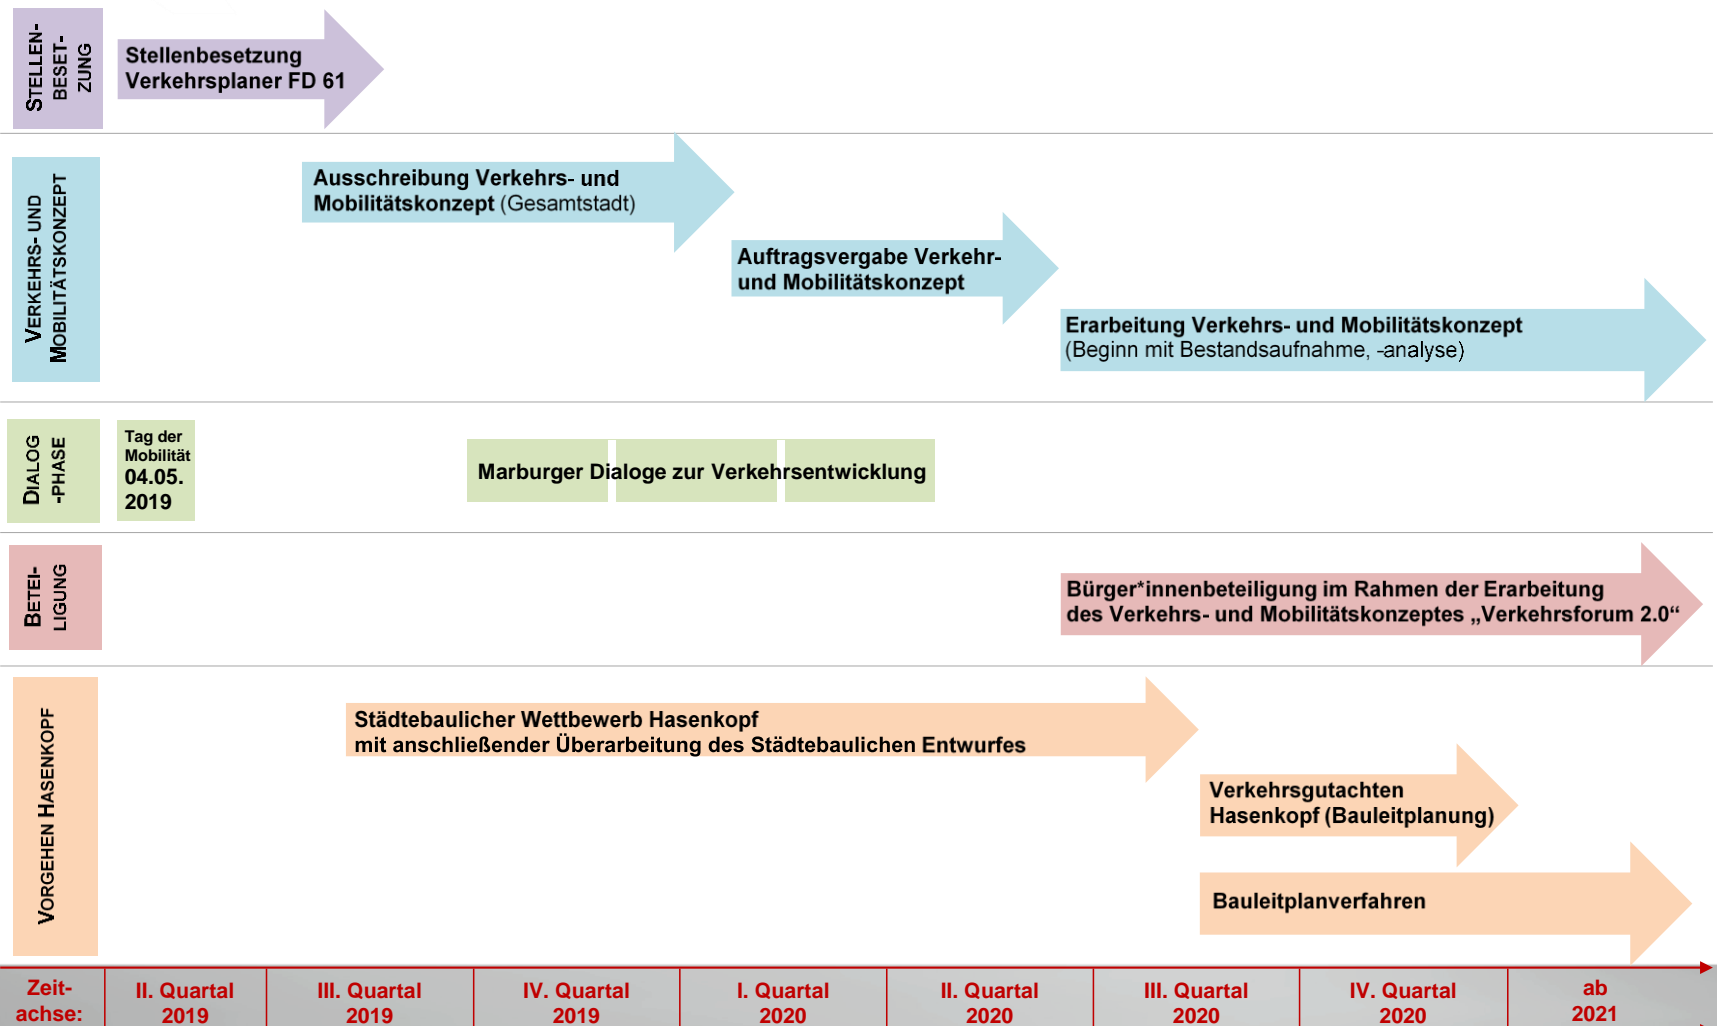 STELLEN-
BESET-
ZUNG
Stellenbesetzung
Verkehrsplaner FD 61
VERKEHRS- UND
MOBILITÄTSKONZEPT
Ausschreibung Verkehrs- und
Mobilitätskonzept (Gesamtstadt)
Auftragsvergabe Verkehr-
und Mobilitätskonzept
Erarbeitung Verkehrs- und Mobilitätskonzept
(Beginn mit Bestandsaufnahme, -analyse)
DIALOG
-PHASE
Tag der
Mobilität
04.05.
2019
Marburger Dialoge zur Verkehrsentwicklung
BETEI-
LIGUNG
Bürger*innenbeteiligung im Rahmen der Erarbeitung
des Verkehrs- und Mobilitätskonzeptes „Verkehrsforum 2.0“
VORGEHEN HASENKOPF
Städtebaulicher Wettbewerb Hasenkopf
mit anschließender Überarbeitung des Städtebaulichen Entwurfes
Verkehrsgutachten
Hasenkopf (Bauleitplanung)
Bauleitplanverfahren
Zeit-
achse:
II. Quartal
2019
III. Quartal
2019
IV. Quartal
2019
I. Quartal
2020
II. Quartal
2020
III. Quartal
2020
IV. Quartal
2020
ab
2021